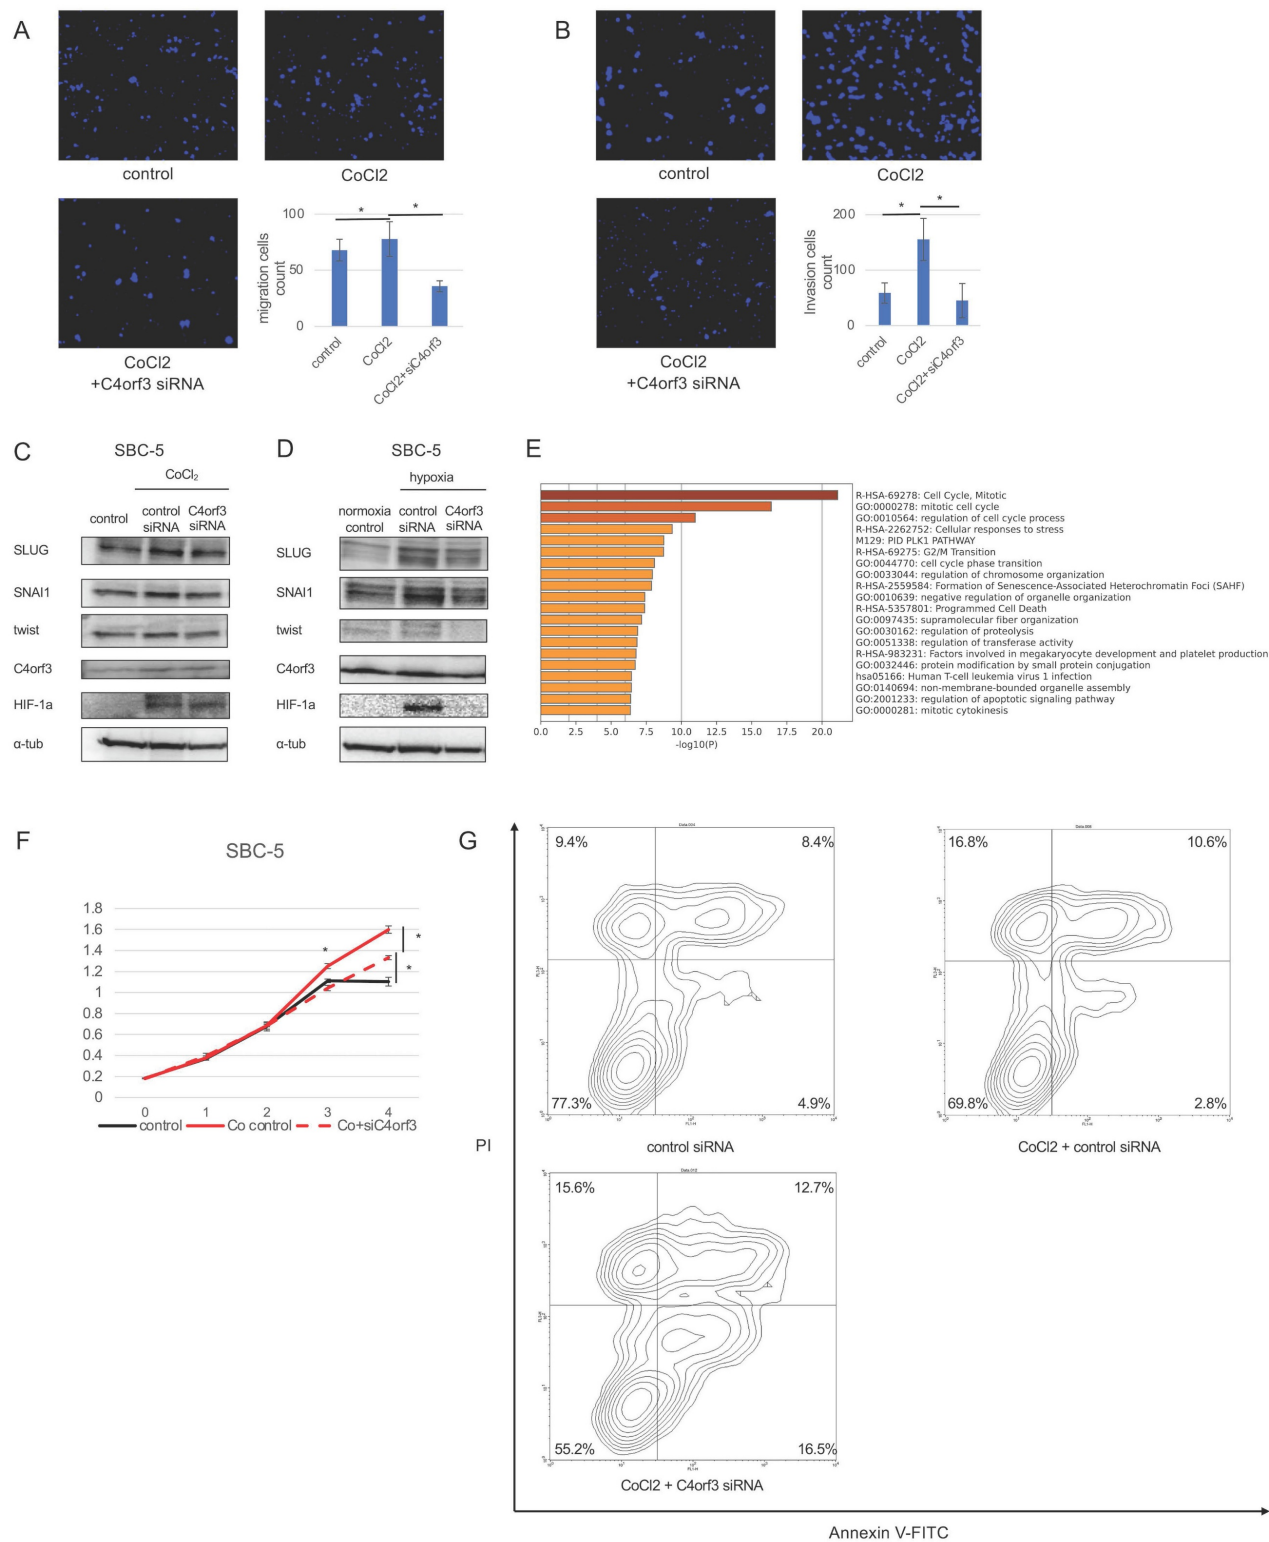 A
control
CoCl2
CoCl2
+C4orf3 siRNA
migration cells
count
100
50
0
*
*
control
CoCl2
CoCl2+siC4orf3
B
control
CoCl2
CoCl2
+C4orf3 siRNA
Invasion cells
count
200
100
0
*
*
control
CoCl2
CoCl2+siC4orf3
C
SBC-5
CoCl₂
control
control
siRNA
C4orf3
siRNA
SLUG
SNAI1
twist
C4orf3
HIF-1a
α-tub
D
SBC-5
hypoxia
normoxia
control
control
siRNA
C4orf3
siRNA
SLUG
SNAI1
twist
C4orf3
HIF-1a
α-tub
E
R-HSA-69278: Cell Cycle, Mitotic
GO:0000278: mitotic cell cycle
GO:0010564: regulation of cell cycle process
R-HSA-2262752: Cellular responses to stress
M129: PID PLK1 PATHWAY
R-HSA-69275: G2/M Transition
GO:0044770: cell cycle phase transition
GO:0033044: regulation of chromosome organization
R-HSA-2559584: Formation of Senescence-Associated Heterochromatin Foci (SAHF)
GO:0010639: negative regulation of organelle organization
R-HSA-5357801: Programmed Cell Death
GO:0097435: supramolecular fiber organization
GO:0030162: regulation of proteolysis
GO:0051338: regulation of transferase activity
R-HSA-983231: Factors involved in megakaryocyte development and platelet production
GO:0032446: protein modification by small protein conjugation
hsa05166: Human T-cell leukemia virus 1 infection
GO:0140694: non-membrane-bounded organelle assembly
GO:2001233: regulation of apoptotic signaling pathway
GO:0000281: mitotic cytokinesis
0.0 2.5 5.0 7.5 10.0 12.5 15.0 17.5 20.0
-log10(P)
F
SBC-5
1.8
1.6
1.4
1.2
1
0.8
0.6
0.4
0.2
0
*
*
*
0 1 2 3 4
control Co control Co+siC4orf3
G
9.4% 8.4%
77.3% 4.9%
FL1-H
control siRNA
16.8% 10.6%
69.8% 2.8%
FL1-H
CoCl2 + control siRNA
PI
15.6% 12.7%
55.2% 16.5%
FL1-H
CoCl2 + C4orf3 siRNA
Annexin V-FITC